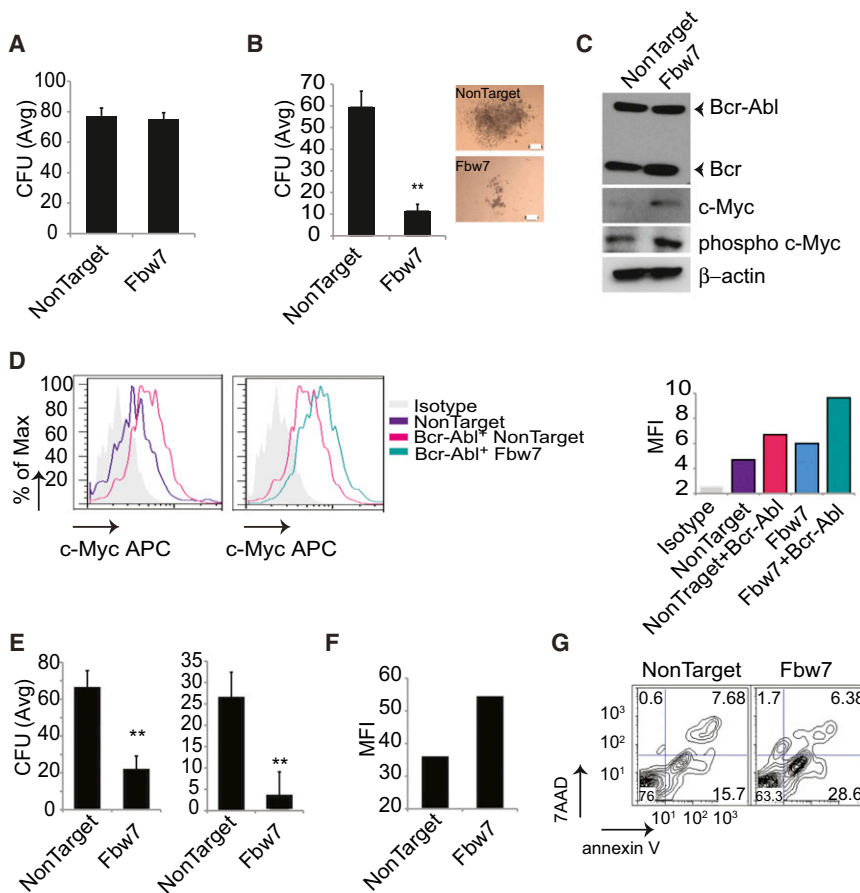 A
CFU (Avg)
100
80
60
40
20
0
NonTarget
Fbw7
B
CFU (Avg)
70
60
50
40
30
20
10
0
**
NonTarget
Fbw7
NonTarget
Fbw7
C
NonTarget
Fbw7
Bcr-Abl
Bcr
c-Myc
phospho c-Myc
β–actin
D
% of Max
100
80
60
40
20
c-Myc APC
c-Myc APC
Isotype
NonTarget
Bcr-Abl⁺ NonTarget
Bcr-Abl⁺ Fbw7
MFI
10
8
6
4
2
Isotype
NonTarget
NonTraget+Bcr-Abl
Fbw7
Fbw7+Bcr-Abl
E
CFU (Avg)
80
60
40
20
0
**
NonTarget
Fbw7
35
30
25
20
15
10
5
0
**
NonTarget
Fbw7
F
MFI
60
50
40
30
20
NonTarget
Fbw7
G
NonTarget
Fbw7
0.6
7.68
1.7
6.38
10³
10²
10¹
76
15.7
63.3
28.6
10¹ 10² 10³
7AAD
annexin V